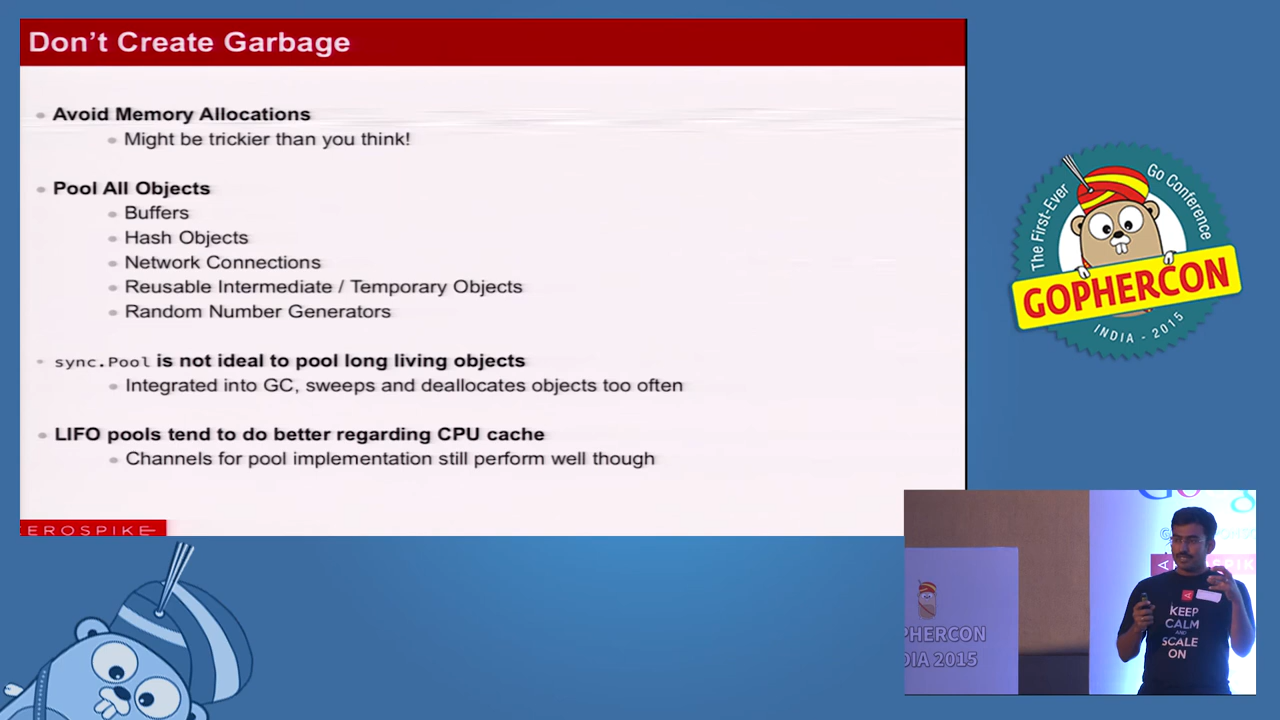 Don't Create Garbage
Avoid Memory Allocations
Might be trickier than you think!
Pool All Objects
Buffers
Hash Objects
Network Connections
Reusable Intermediate / Temporary Objects
Random Number Generators
sync.Pool is not ideal to pool long living objects
Integrated into GC, sweeps and deallocates objects too often
LIFO pools tend to do better regarding CPU cache
Channels for pool implementation still perform well though
EROSPIKE
The First-Ever
Go Conference
GOPHERCON
INDIA - 2015
PHERCON
DIA 2015
KEEP
CALM
AND
SCALE
ON